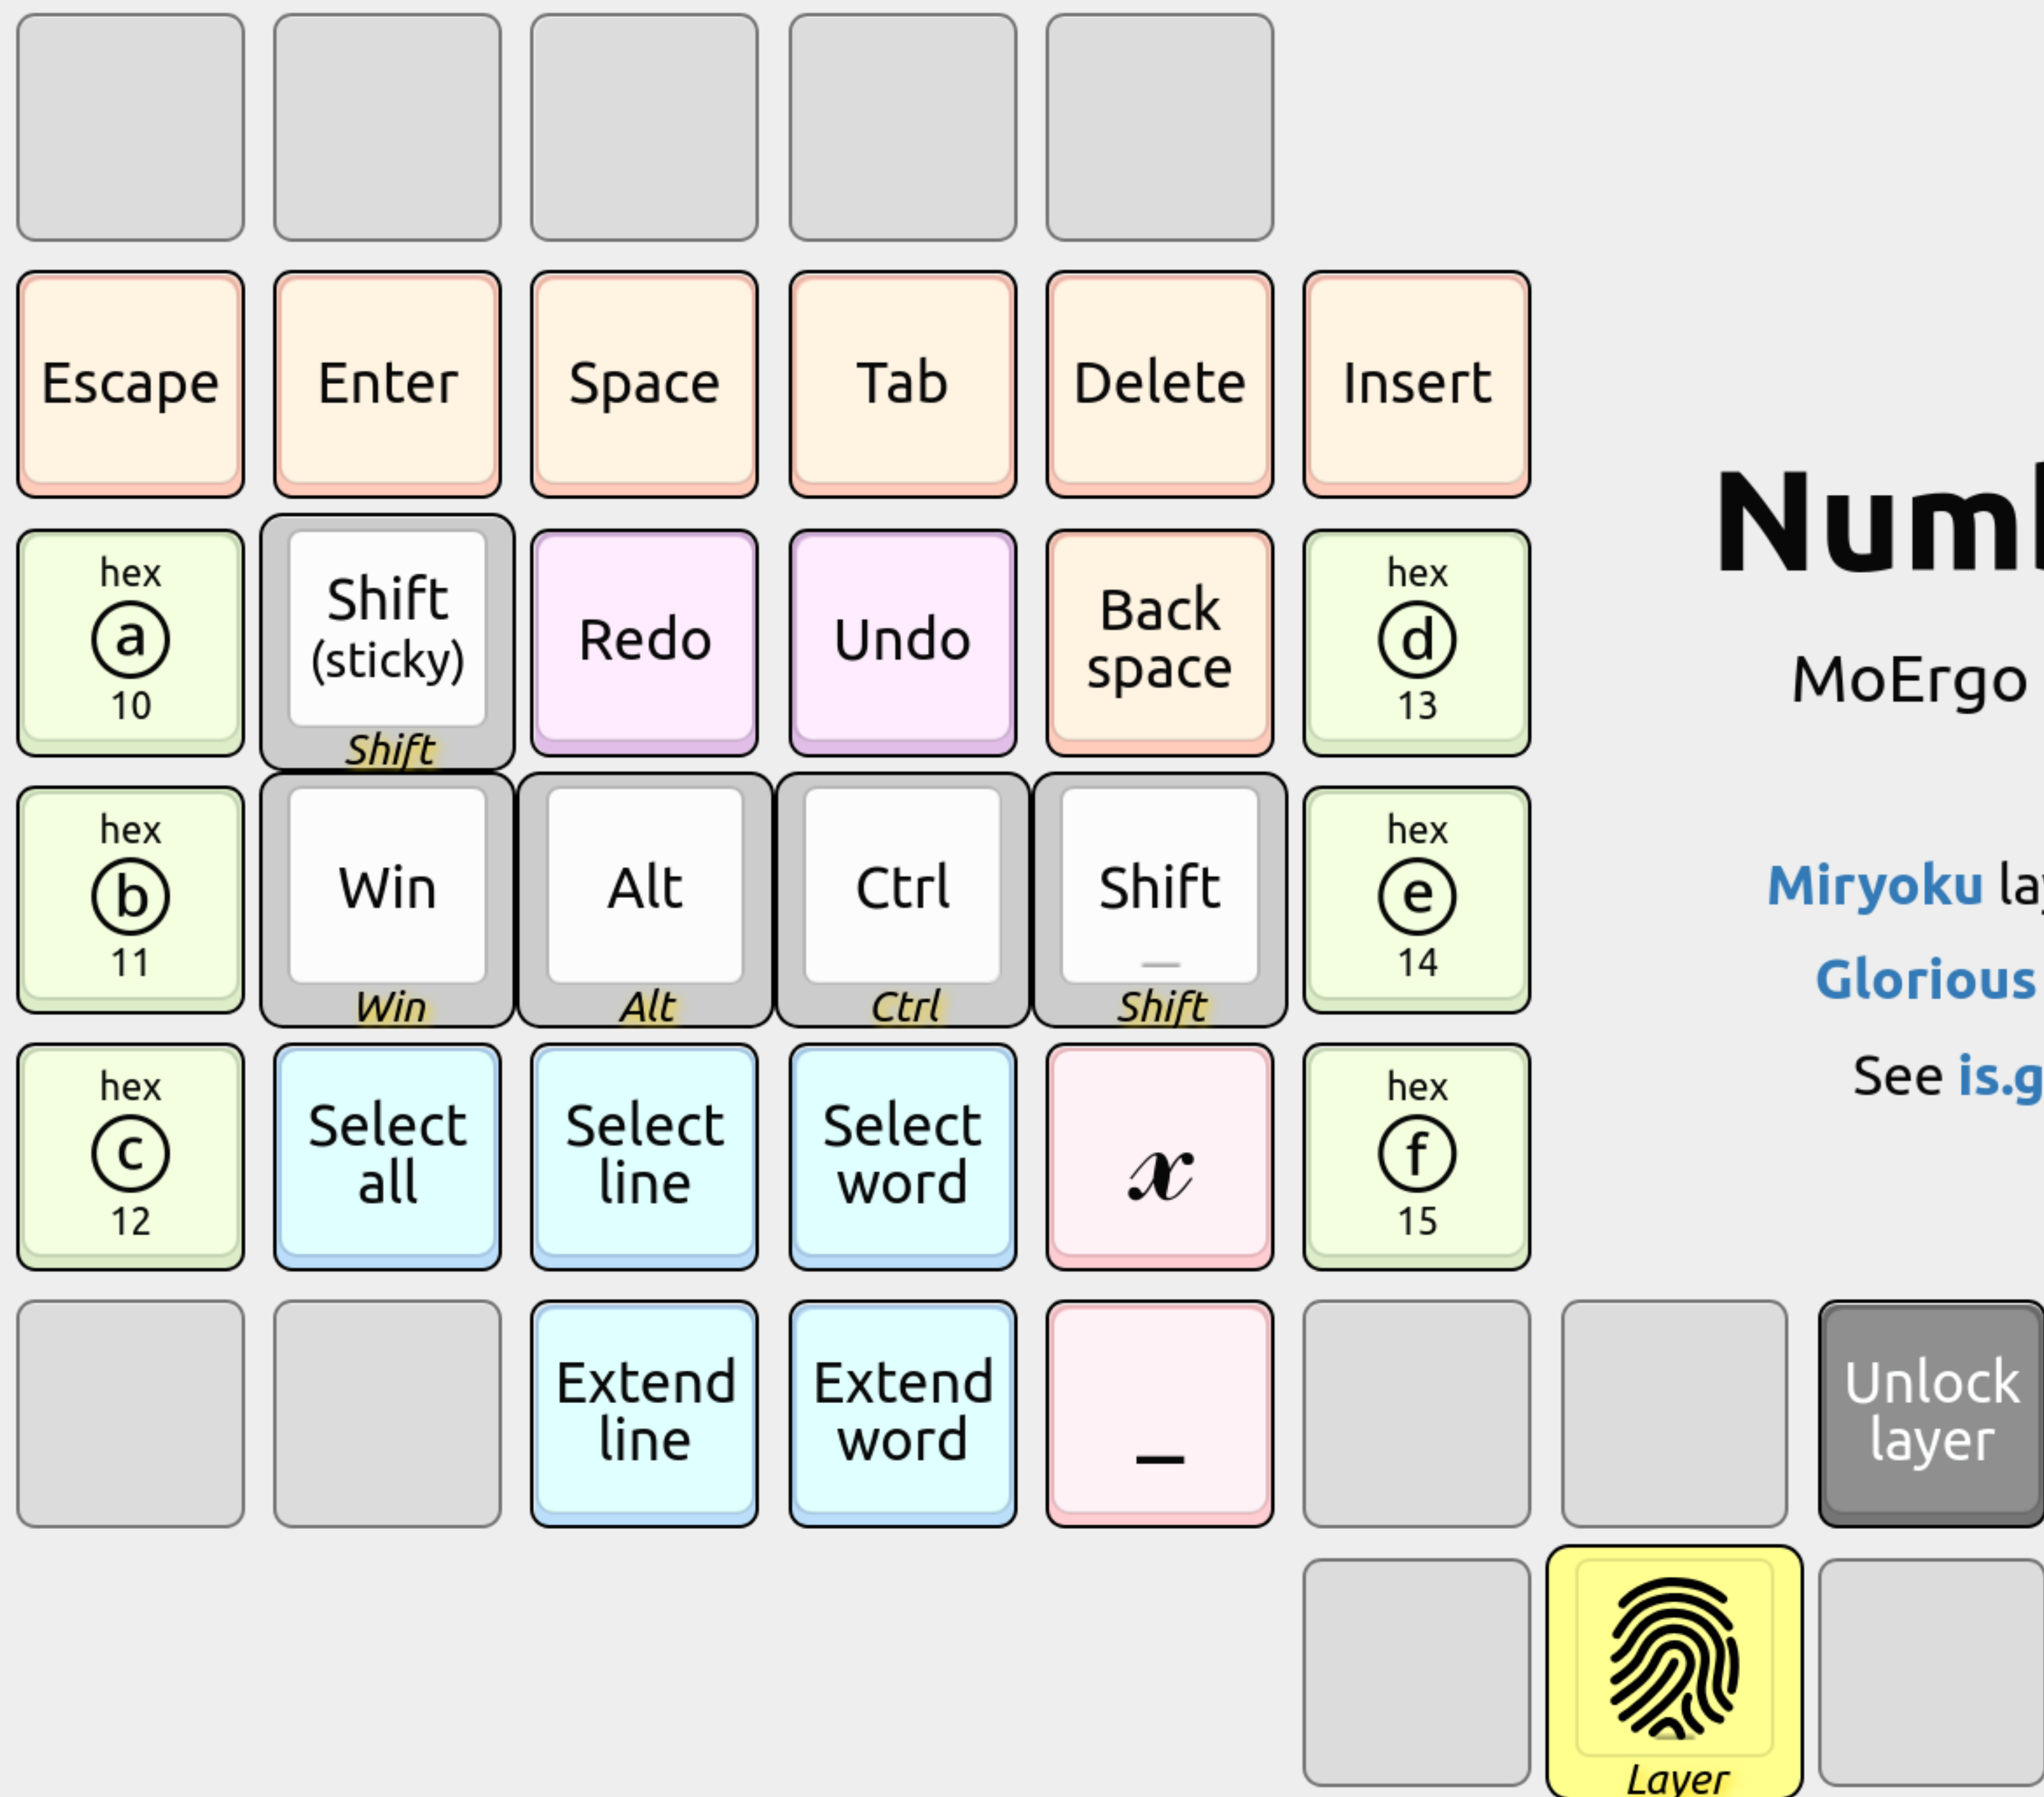 Escape Enter Space Tab Delete Insert
Num
MoErgo
hex
a
10
Shift
(sticky)
Shift
Redo
Undo
Back
space
hex
d
13
hex
b
11
Win
Win
Alt
Alt
Ctrl
Ctrl
Shift
Shift
hex
e
14
Miryoku
Glorious
See is.g
hex
c
12
Select
all
Select
line
Select
word
x
hex
f
15
Extend
line
Extend
word
_
Unlock
layer
Layer